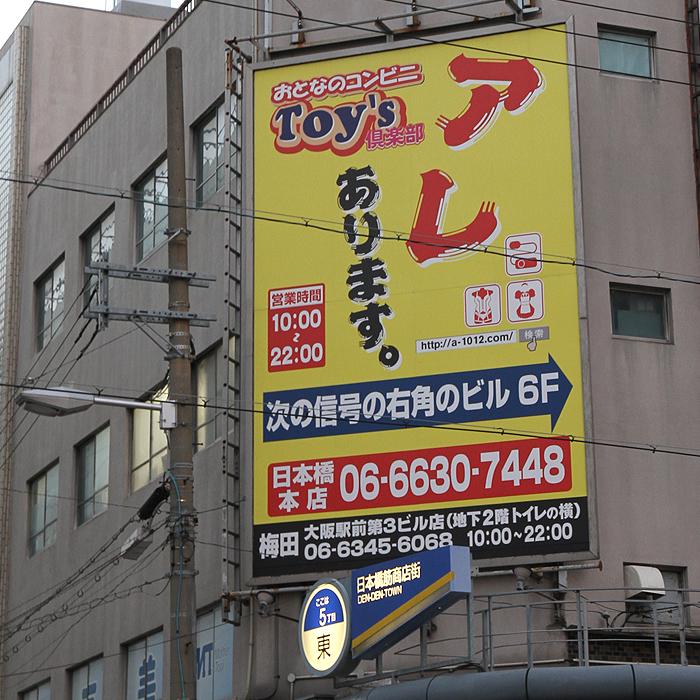 おとなのコンビニ
Toy's
倶楽部
アレ
あります。
営業時間
10:00
~
22:00
http://a-1012.com/ 検索
次の信号の右角のビル 6F
日本橋本店 06-6630-7448
梅田 大阪駅前第3ビル店(地下2階トイレの横)
06-6345-6068 10:00~22:00
日本橋筋商店街
DEN-DEN-TOWN
ここは
5丁目
東
美